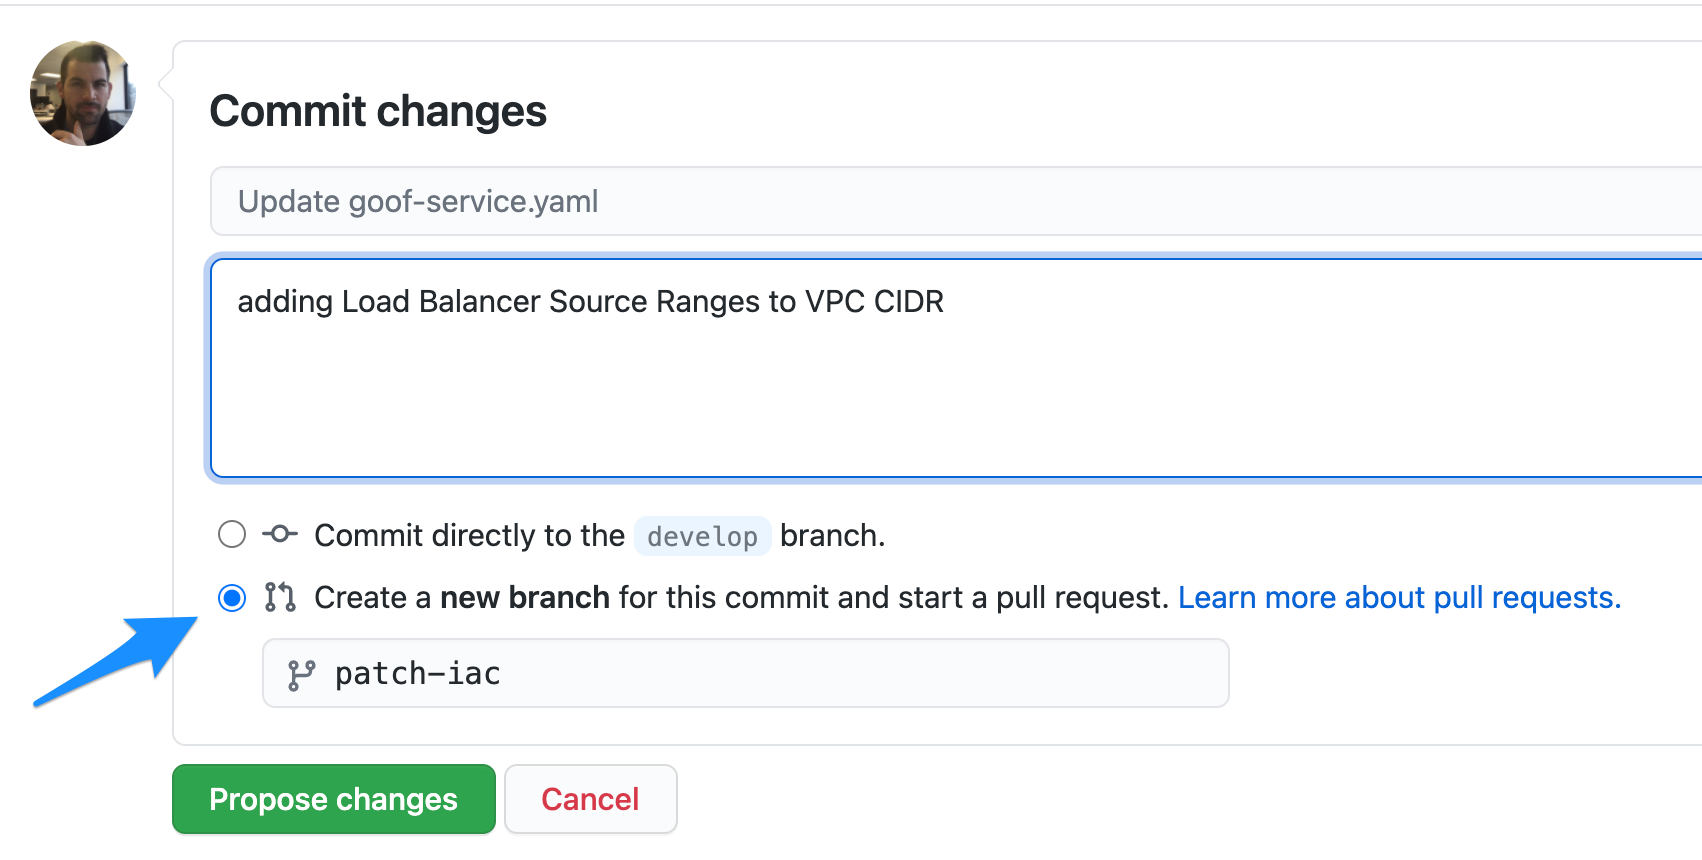 Commit changes
Update goof-service.yaml
adding Load Balancer Source Ranges to VPC CIDR
Commit directly to the develop branch.
Create a new branch for this commit and start a pull request. Learn more about pull requests.
patch-iac
Propose changes
Cancel